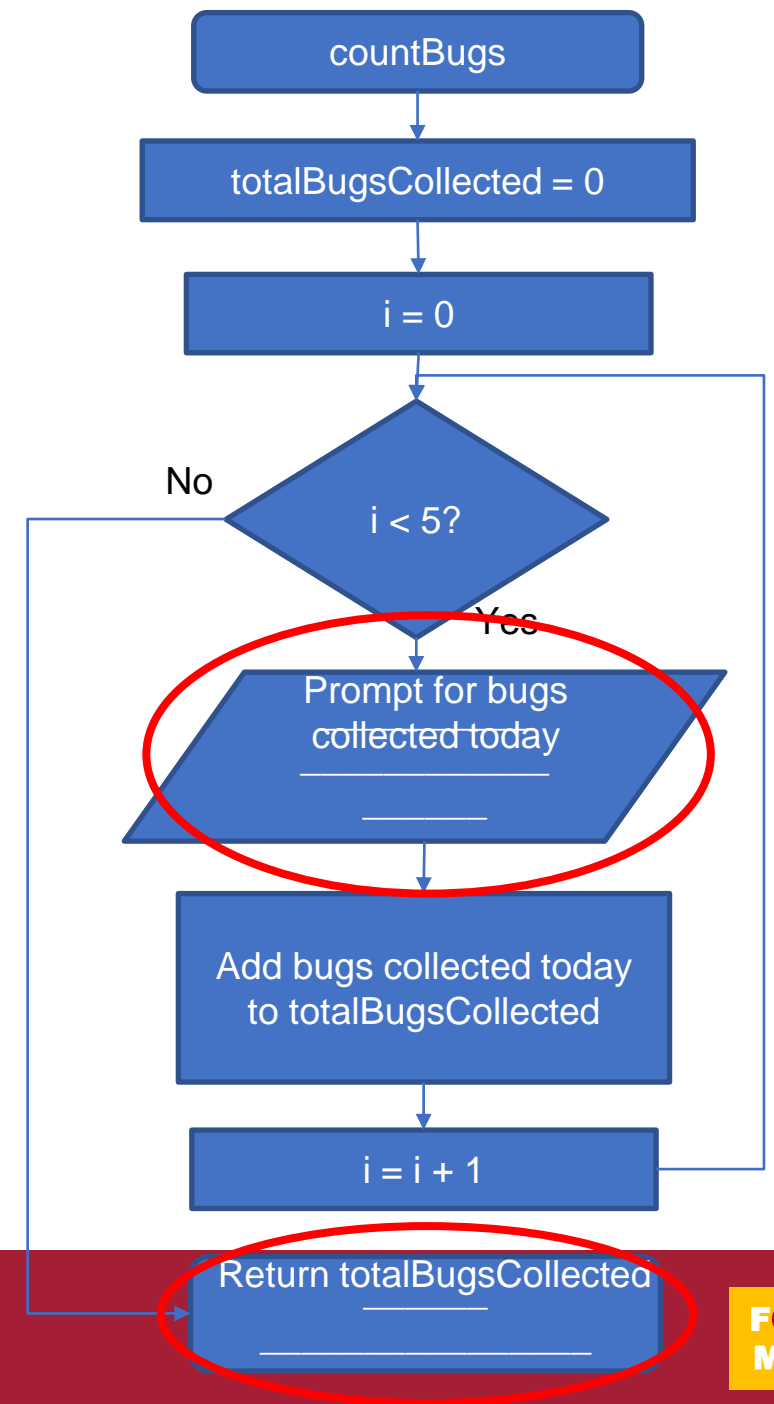 countBugs
totalBugsCollected = 0
i = 0
No
i < 5?
Yes
Prompt for bugs
collected today
Add bugs collected today
to totalBugsCollected
i = i + 1
Return totalBugsCollected